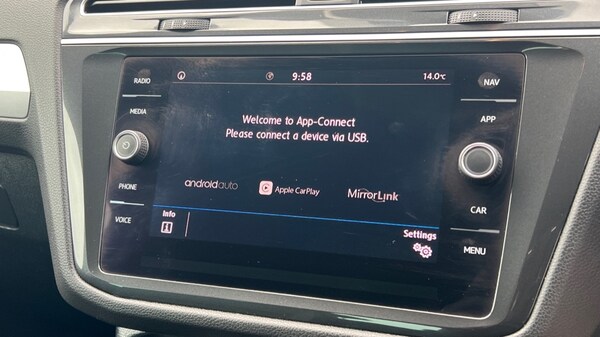 RADIO
9:58
14.0°C
NAV
MEDIA
APP
Welcome to App-Connect
Please connect a device via USB.
androidauto
Apple CarPlay
MirrorLink
PHONE
CAR
VOICE
Info
Settings
MENU